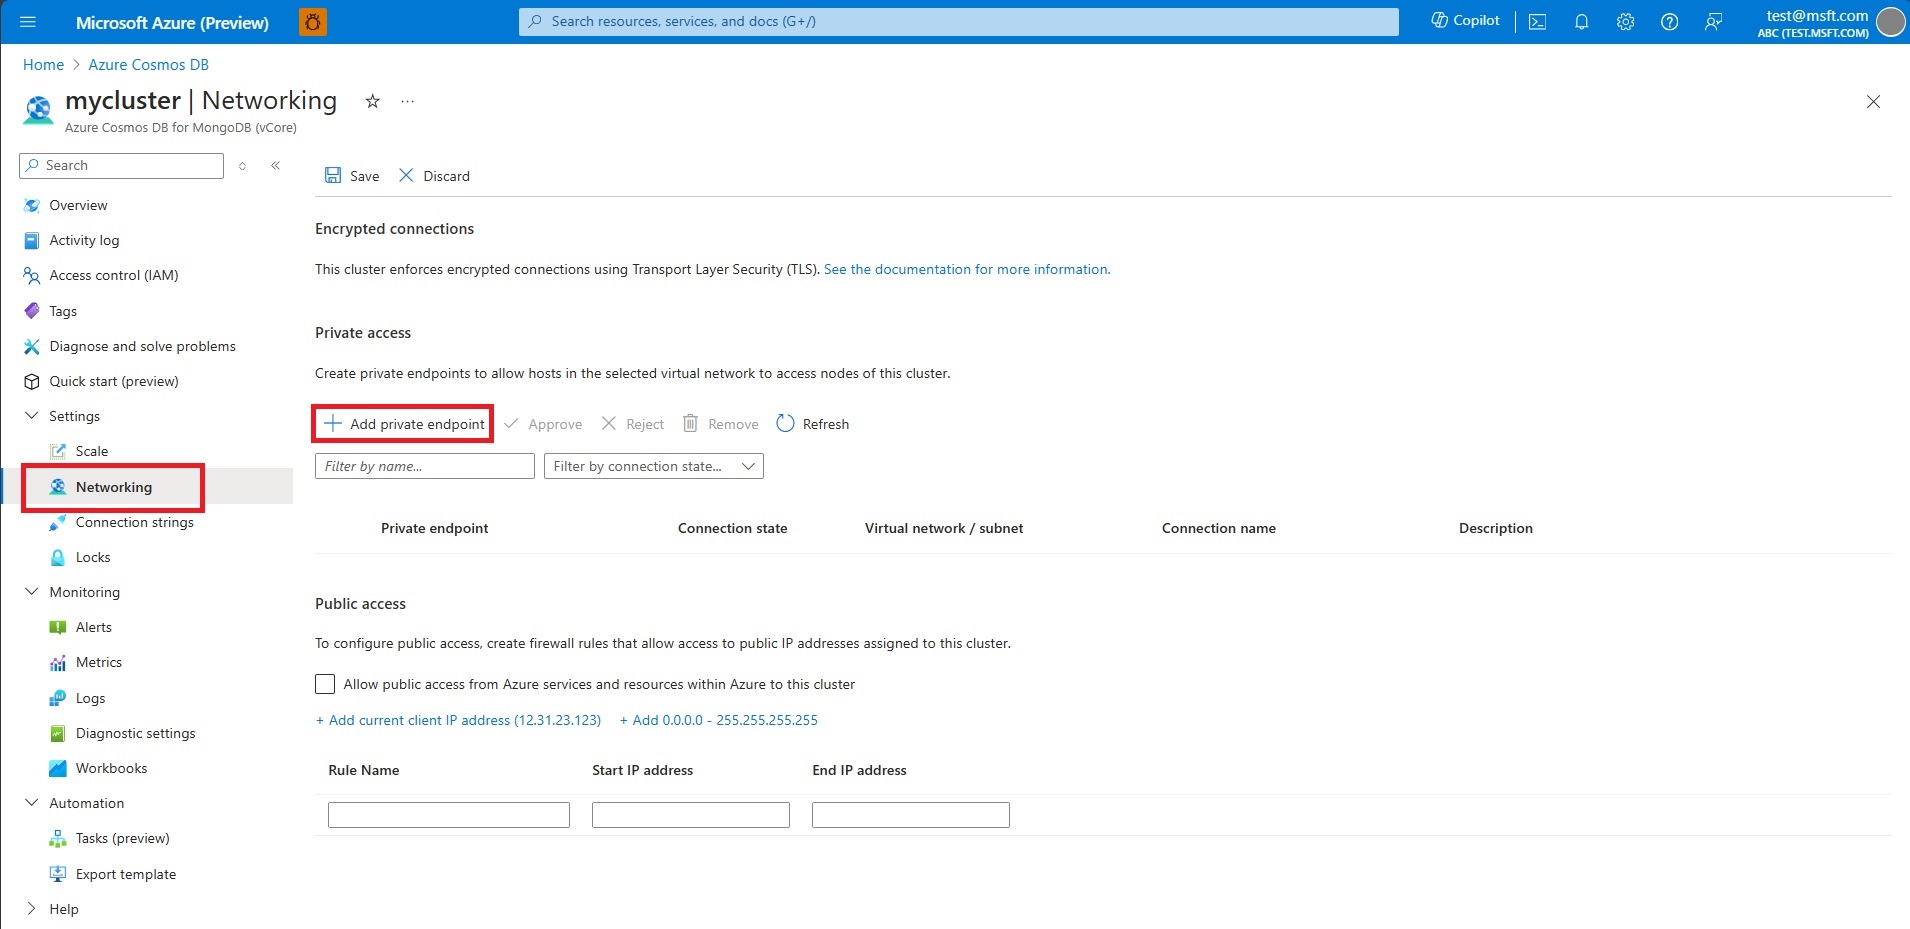 Microsoft Azure (Preview)
Search resources, services, and docs (G+/)
Copilot
test@msft.com
ABC (TEST.MSFT.COM)
Home > Azure Cosmos DB
mycluster | Networking
Azure Cosmos DB for MongoDB (vCore)
Search
Overview
Activity log
Access control (IAM)
Tags
Diagnose and solve problems
Quick start (preview)
Settings
Scale
Networking
Connection strings
Locks
Monitoring
Alerts
Metrics
Logs
Diagnostic settings
Workbooks
Automation
Tasks (preview)
Export template
Help
Save Discard
Encrypted connections
This cluster enforces encrypted connections using Transport Layer Security (TLS). See the documentation for more information.
Private access
Create private endpoints to allow hosts in the selected virtual network to access nodes of this cluster.
Add private endpoint Approve Reject Remove Refresh
Filter by name... Filter by connection state...
Private endpoint Connection state Virtual network / subnet Connection name Description
Public access
To configure public access, create firewall rules that allow access to public IP addresses assigned to this cluster.
Allow public access from Azure services and resources within Azure to this cluster
+ Add current client IP address (12.31.23.123) + Add 0.0.0.0 - 255.255.255.255
Rule Name Start IP address End IP address